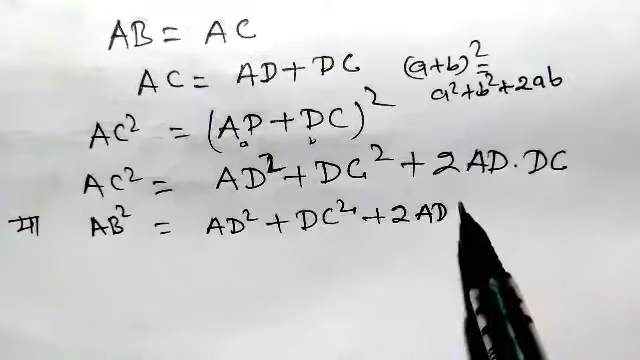 AB = AC
AC = AD + DC
(a+b)² =
a² + b² + 2ab
AC² = (AD + DC)²
a b
AC² = AD² + DC² + 2AD · DC
या AB² = AD² + DC² + 2AD